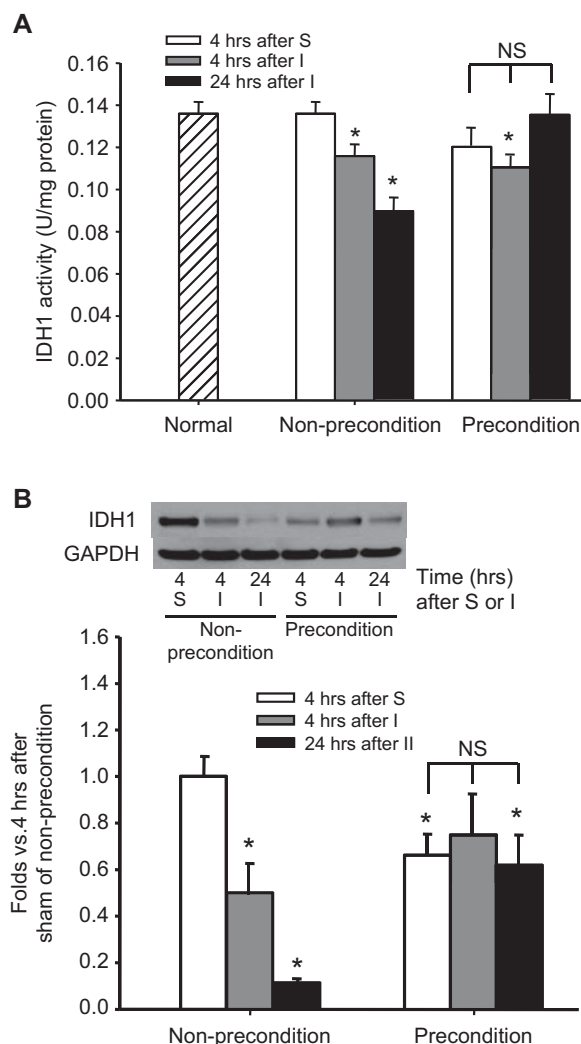 A
4 hrs after S
4 hrs after I
24 hrs after I
NS
0.16
0.14
0.12
0.10
0.08
0.06
0.04
0.02
0.00
IDH1 activity (U/mg protein)
* * *
Normal Non-precondition Precondition
B
IDH1
GAPDH
4 4 24 4 4 24 Time (hrs)
S I I S I I after S or I
Non- Precondition
precondition
1.6
1.4
1.2
1.0
0.8
0.6
0.4
0.2
0.0
Folds vs.4 hrs after
sham of non-precondition
4 hrs after S
4 hrs after I
24 hrs after II
NS
* * * *
Non-precondition Precondition